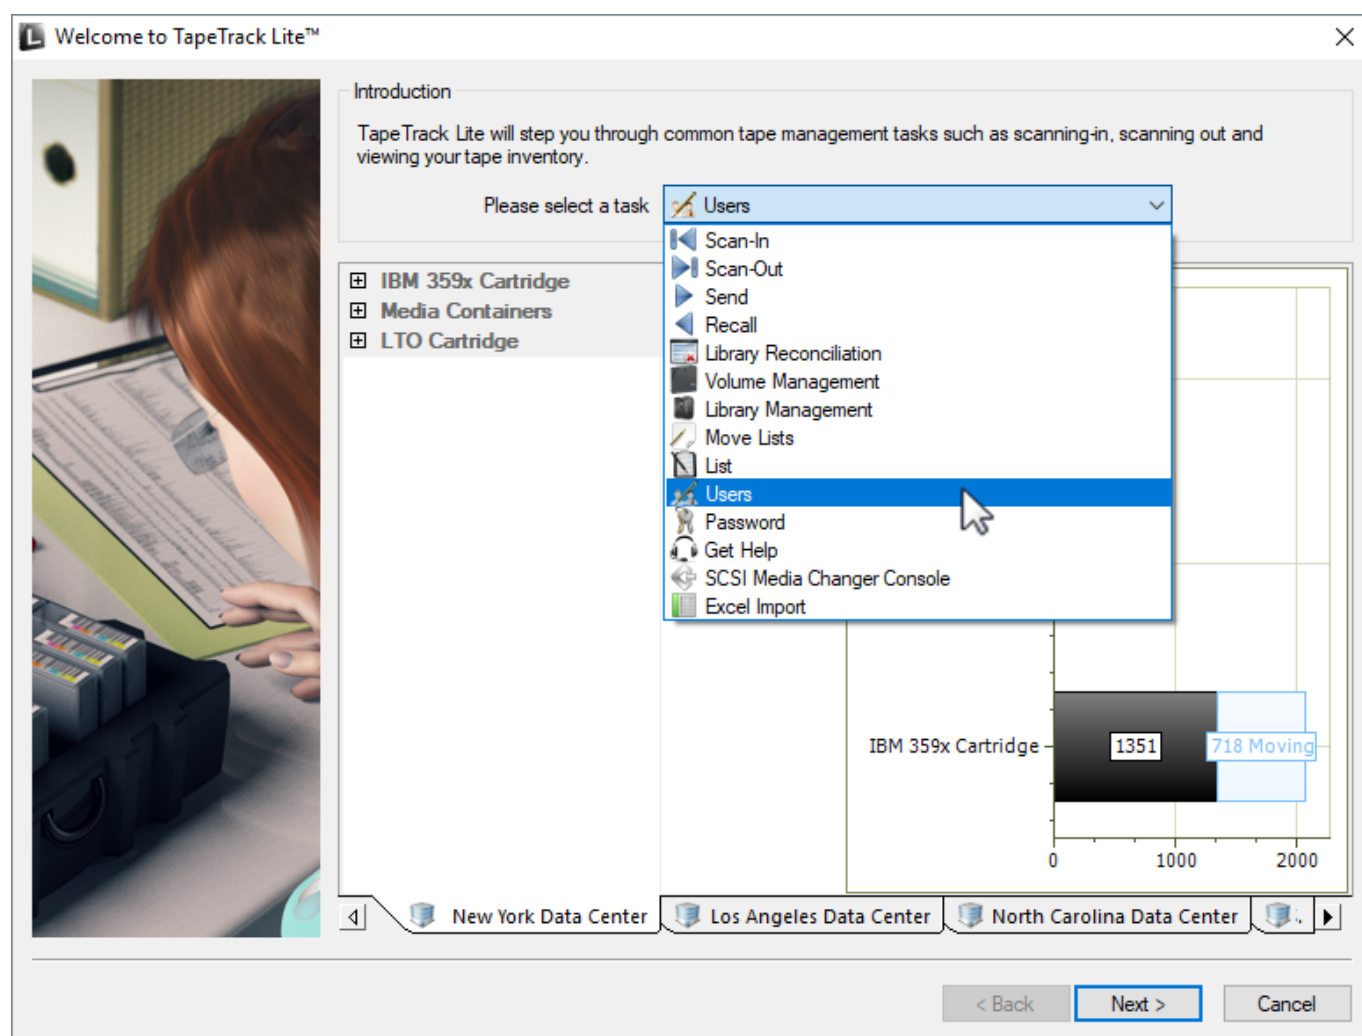 Welcome to TapeTrack Lite™
Introduction
TapeTrack Lite will step you through common tape management tasks such as scanning-in, scanning out and
viewing your tape inventory.
Please select a task
Users
Scan-In
Scan-Out
Send
Recall
Library Reconciliation
Volume Management
Library Management
Move Lists
List
Users
Password
Get Help
SCSI Media Changer Console
Excel Import
IBM 359x Cartridge
Media Containers
LTO Cartridge
IBM 359x Cartridge
1351
718 Moving
0 1000 2000
New York Data Center Los Angeles Data Center North Carolina Data Center
< Back Next > Cancel